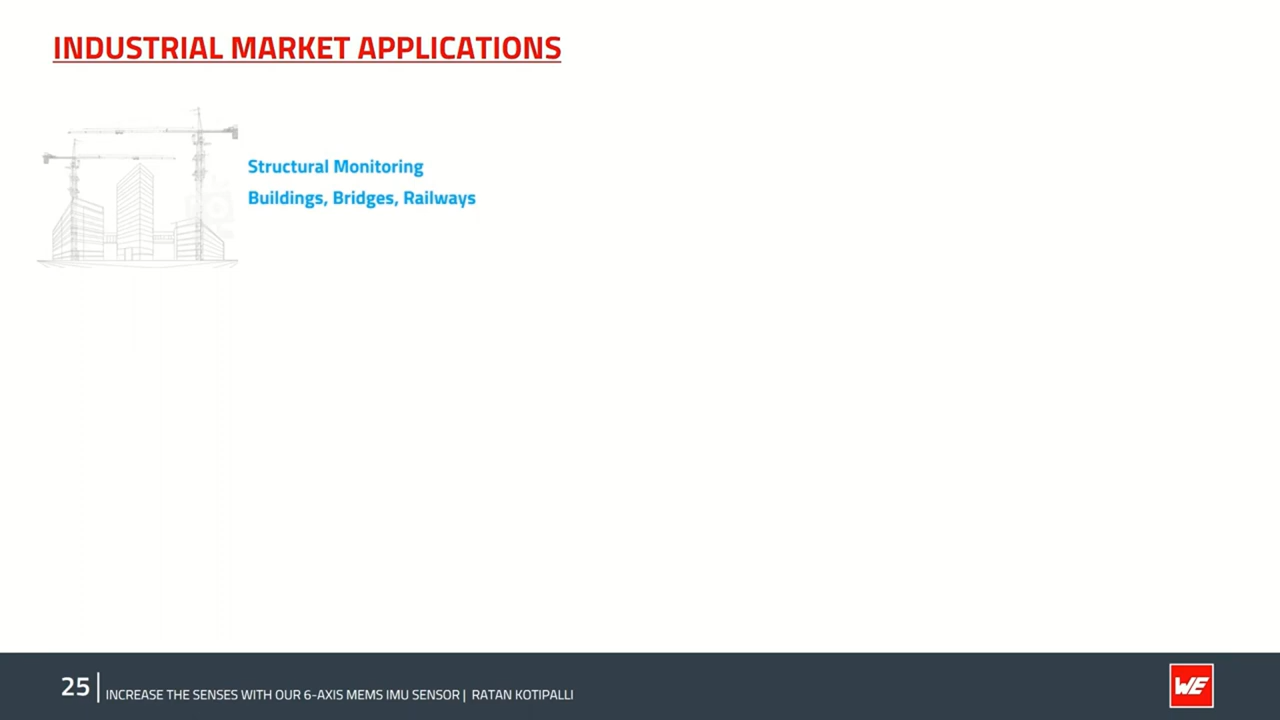 INDUSTRIAL MARKET APPLICATIONS
Structural Monitoring
Buildings, Bridges, Railways
25
INCREASE THE SENSES WITH OUR 6-AXIS MEMS IMU SENSOR | RATAN KOTIPALLI
WE